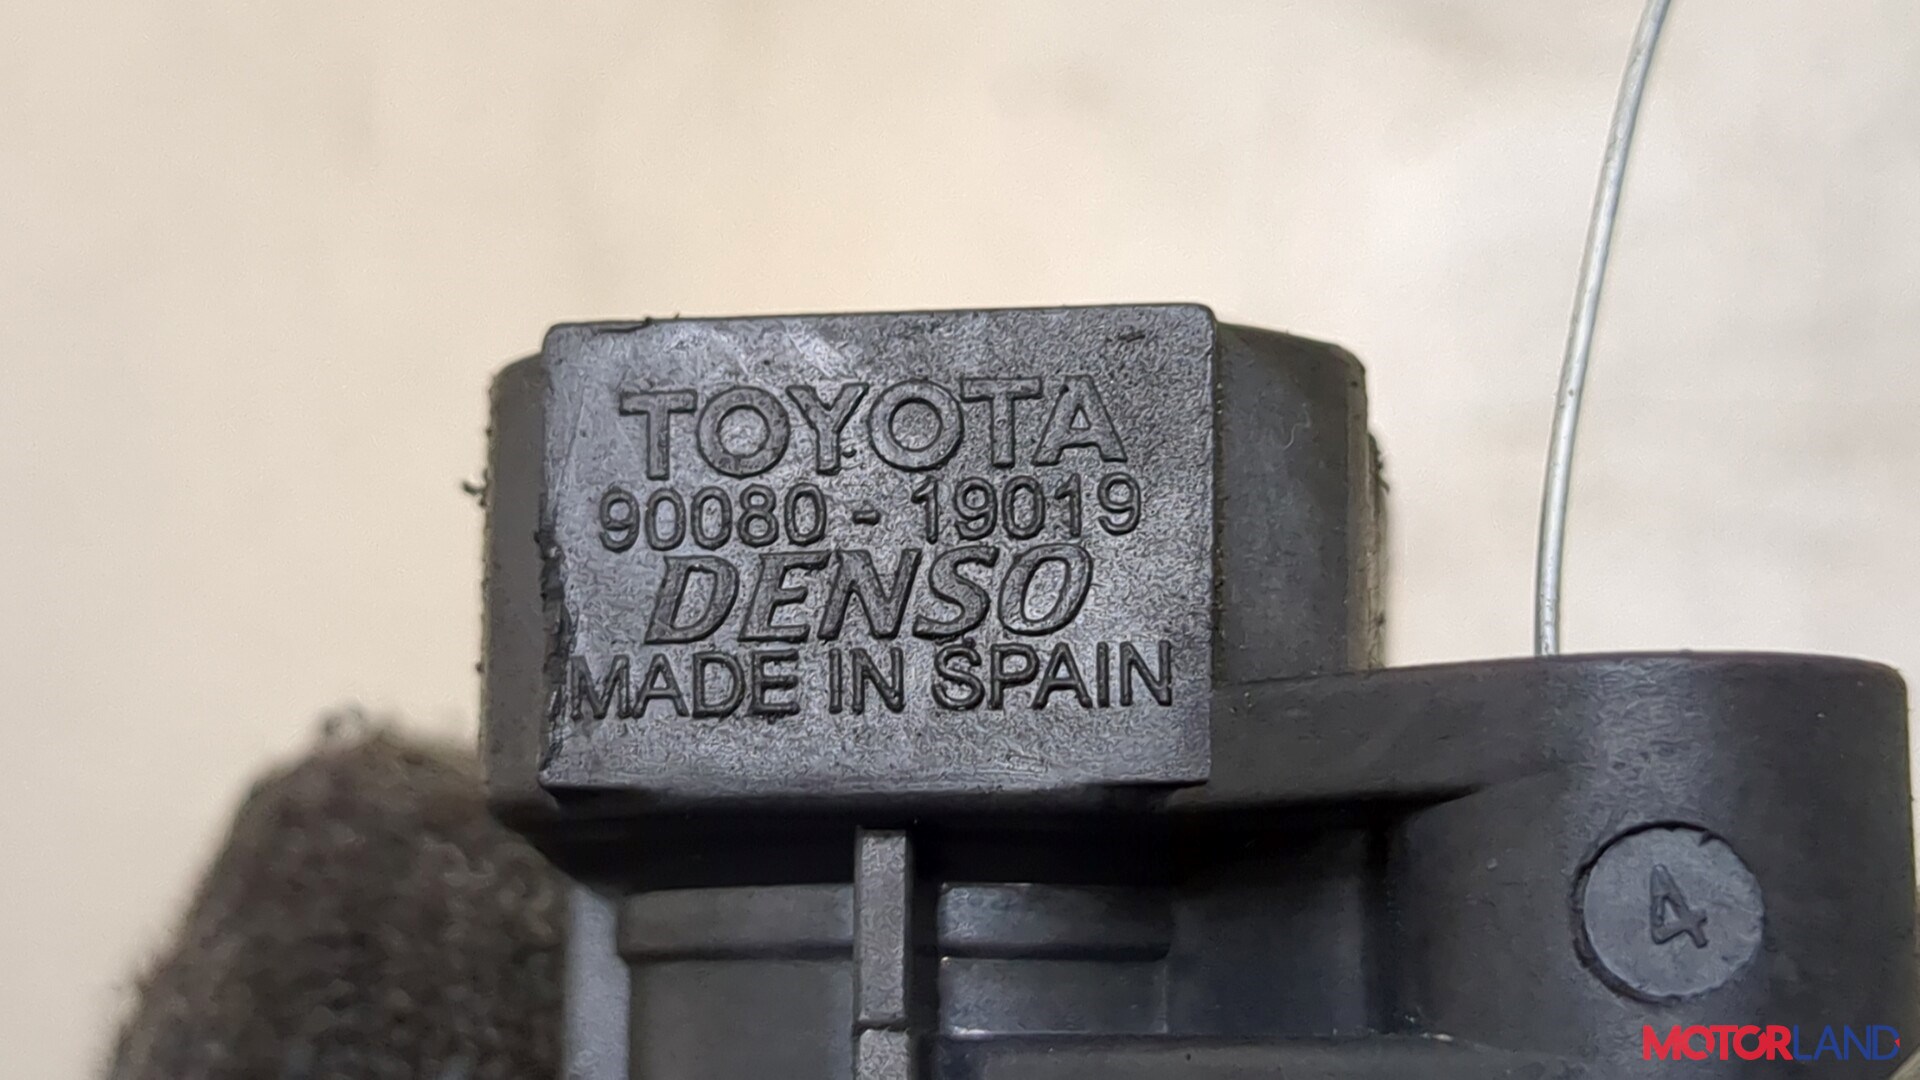 TOYOTA
90080-19019
DENSO
MADE IN SPAIN
4
MOTORLAND